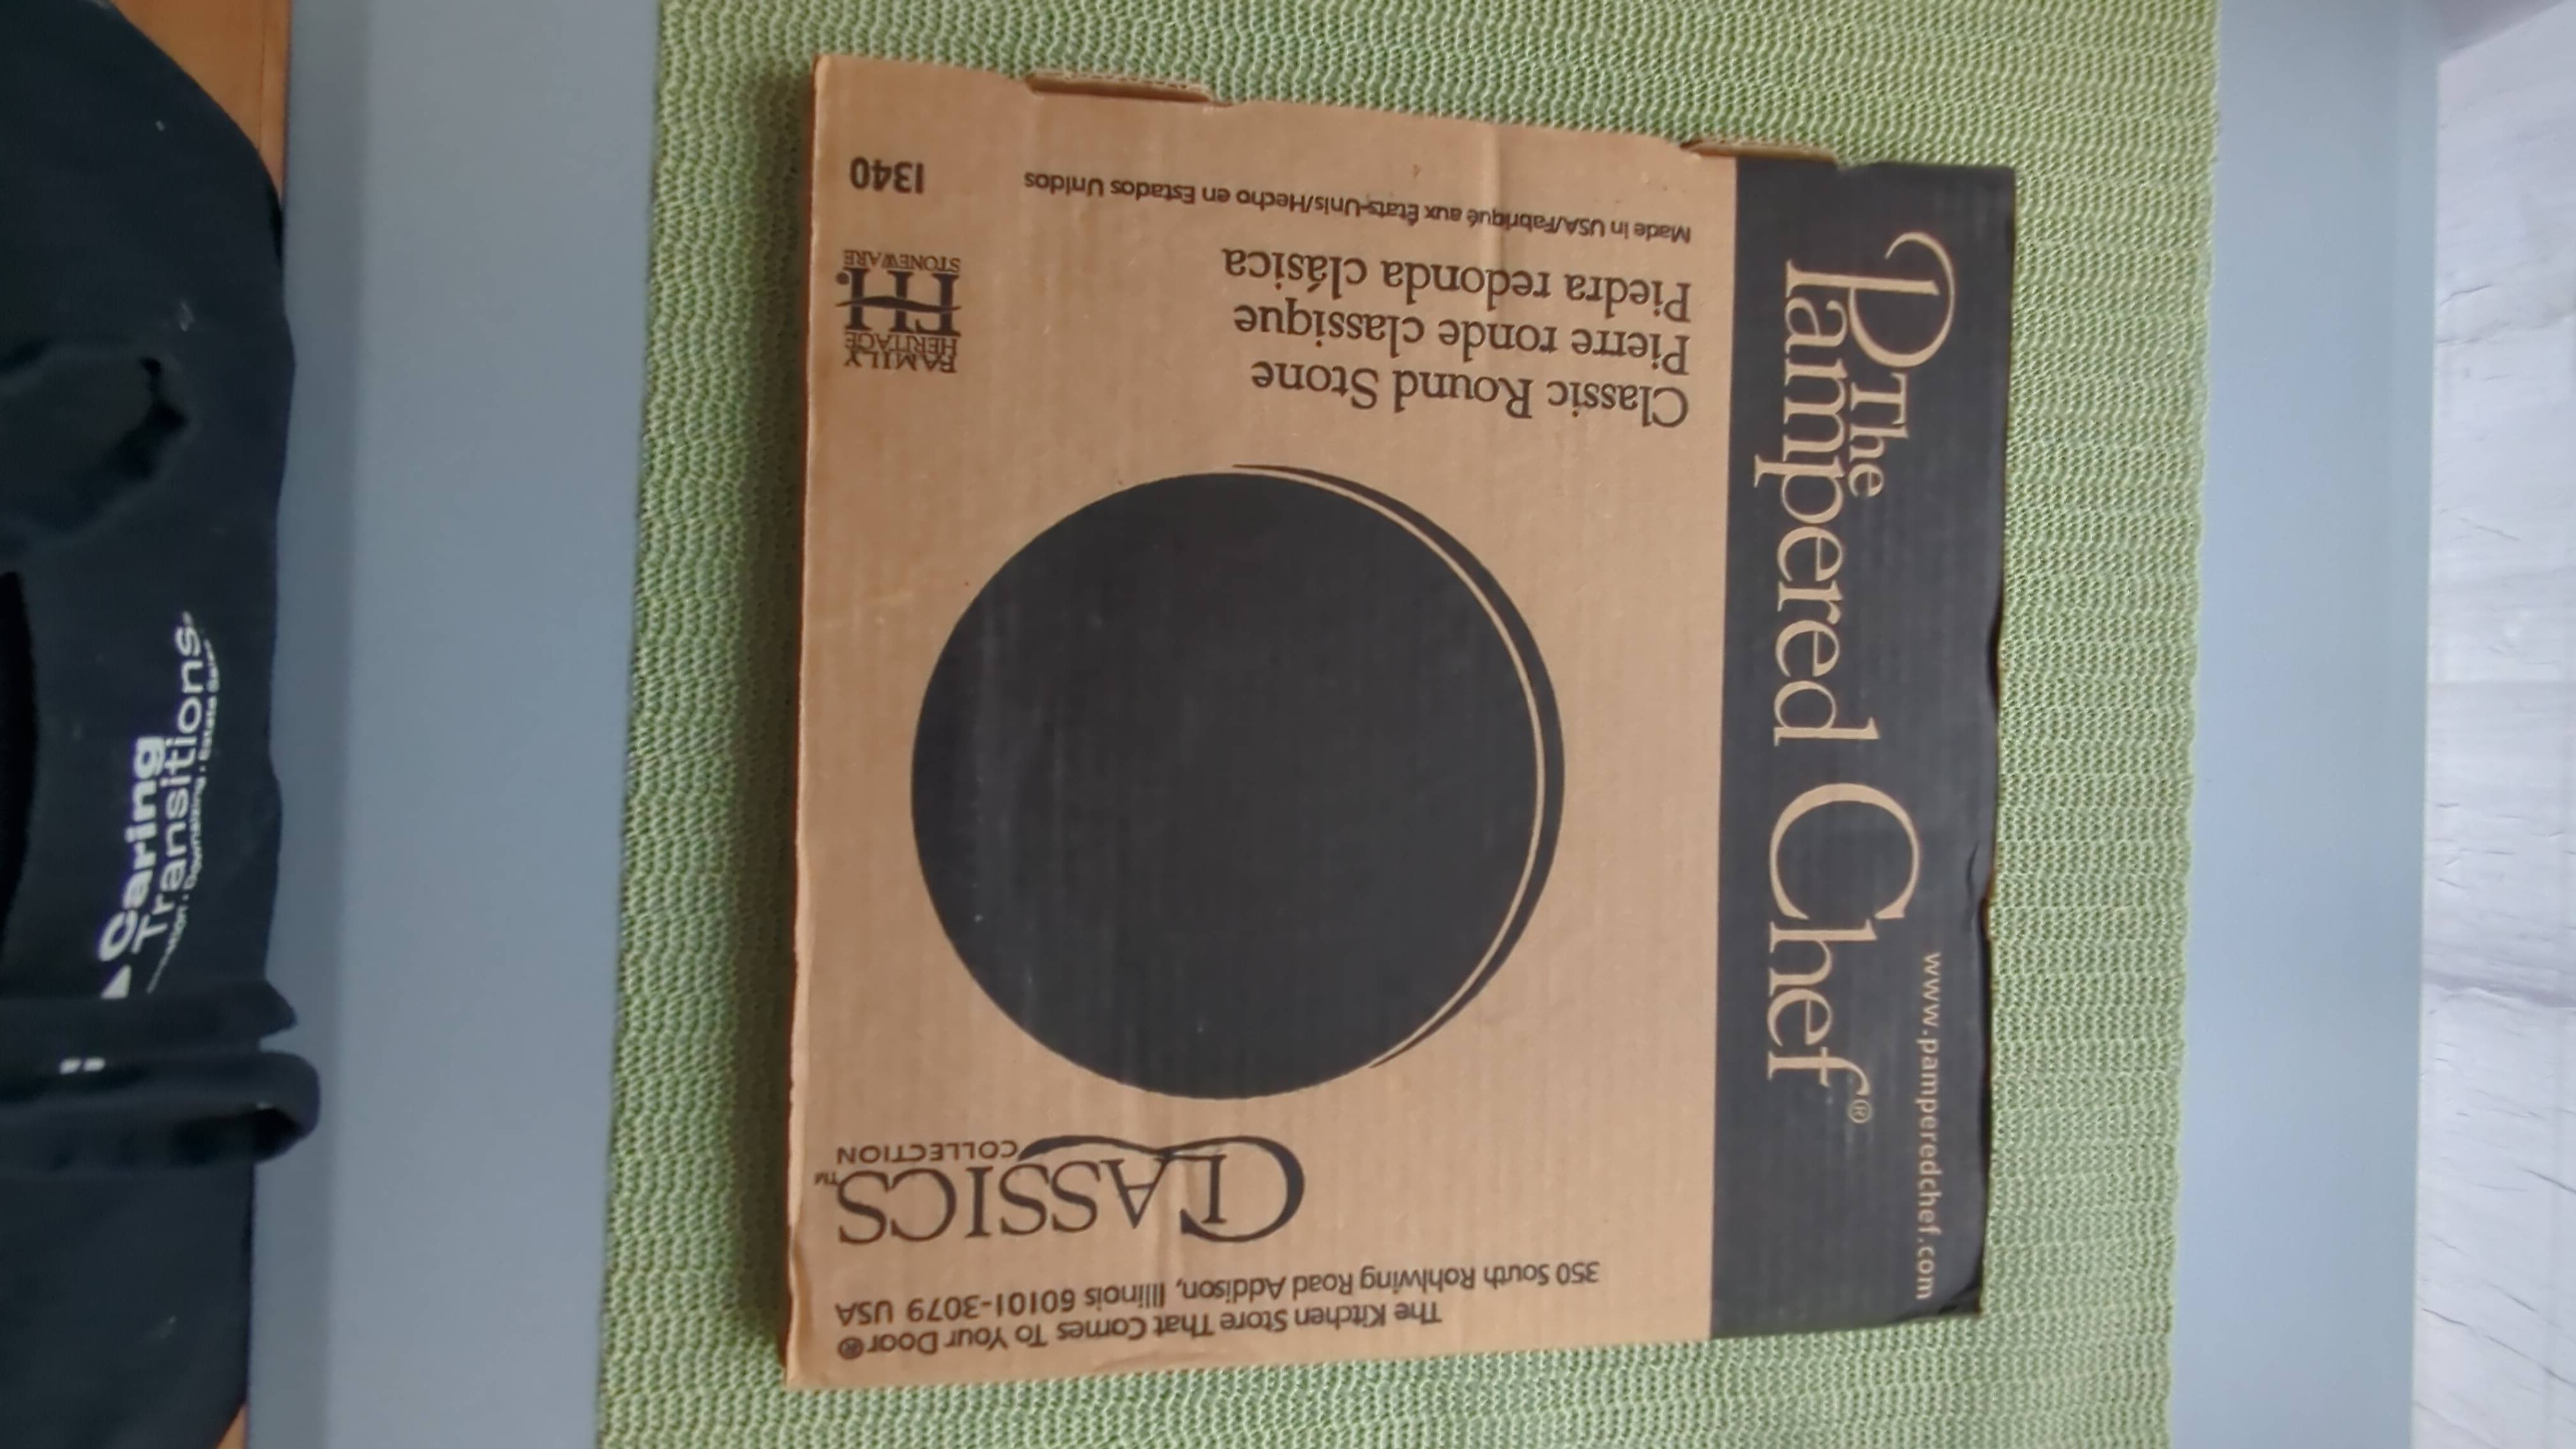 The
Pampered Chef®
www.pamperedchef.com
The Kitchen Store That Comes To Your Door®
350 South Rohlwing Road Addison, Illinois 60101-3079 USA
CLASSICS™
COLLECTION
Classic Round Stone
Pierre ronde classique
Piedra redonda clásica
Made in USA/Fabriqué aux États-Unis/Hecho en Estados Unidos
FAMILY
HERITAGE
FH®
STONEWARE
1340
Caring
Transitions
Downsizing • Estate